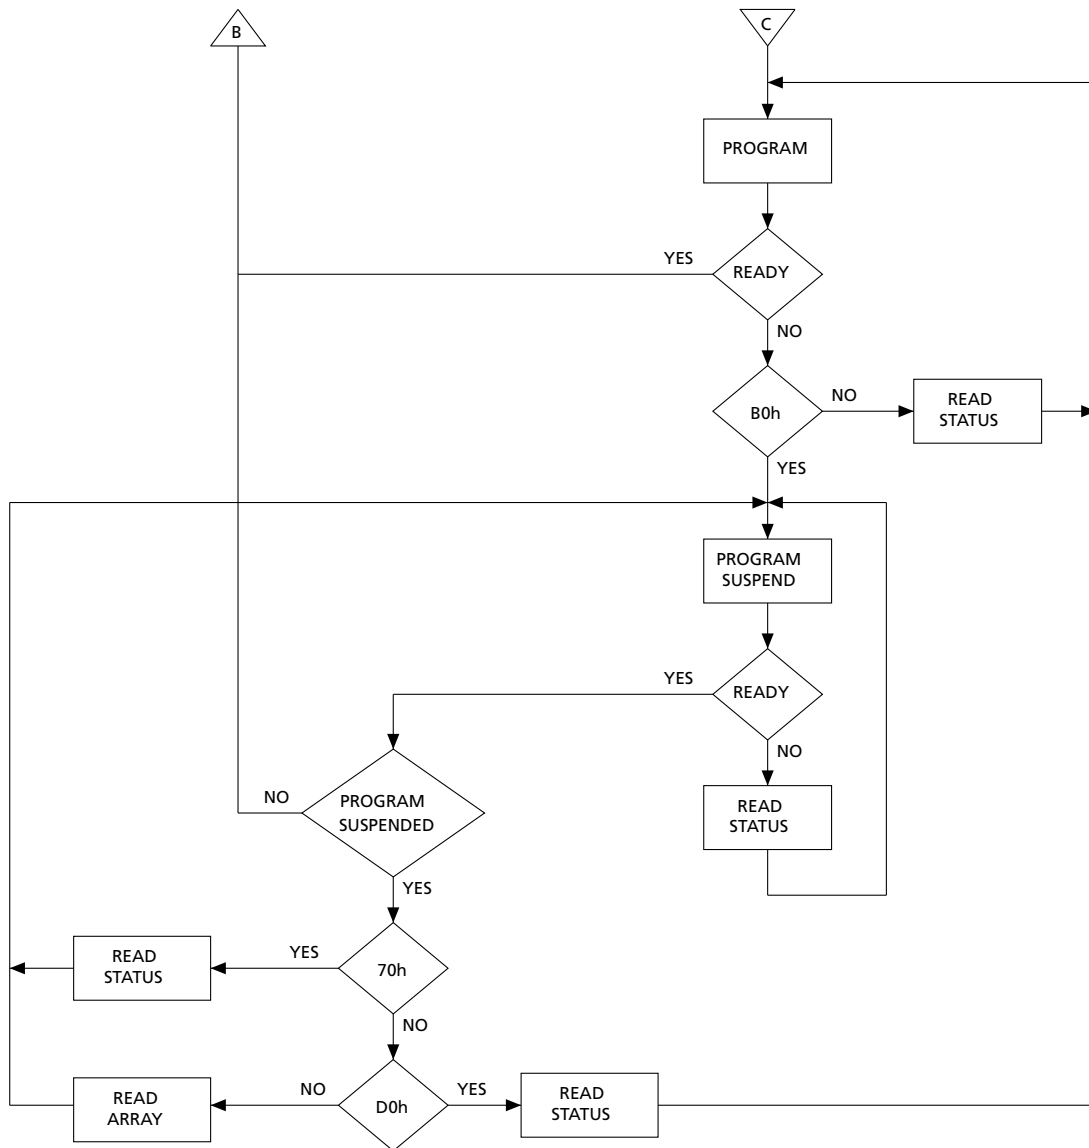 B
C
PROGRAM
YES
READY
NO
B0h
NO
READ
STATUS
YES
PROGRAM
SUSPEND
YES
READY
NO
NO
PROGRAM
SUSPENDED
READ
STATUS
YES
READ
STATUS
YES
70h
NO
READ
ARRAY
NO
D0h
YES
READ
STATUS